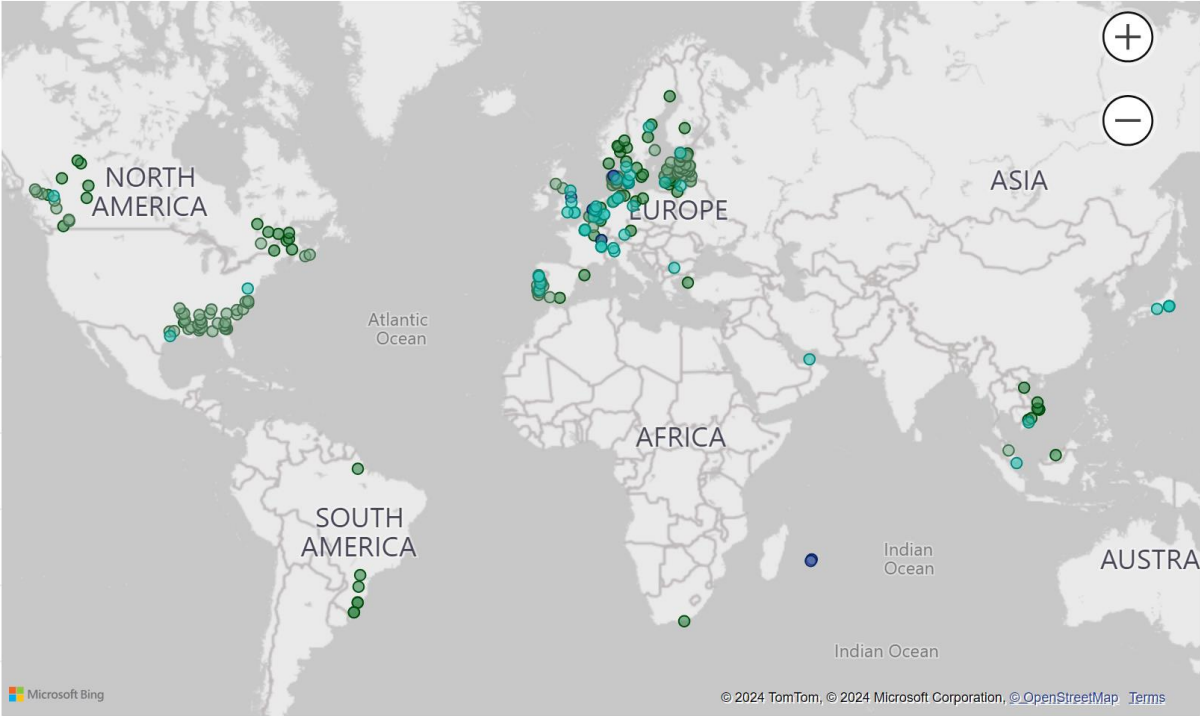 NORTH
AMERICA
ASIA
EUROPE
Atlantic
Ocean
AFRICA
SOUTH
AMERICA
Indian
Ocean
AUSTRA
Indian Ocean
Microsoft Bing
© 2024 TomTom, © 2024 Microsoft Corporation, © OpenStreetMap Terms